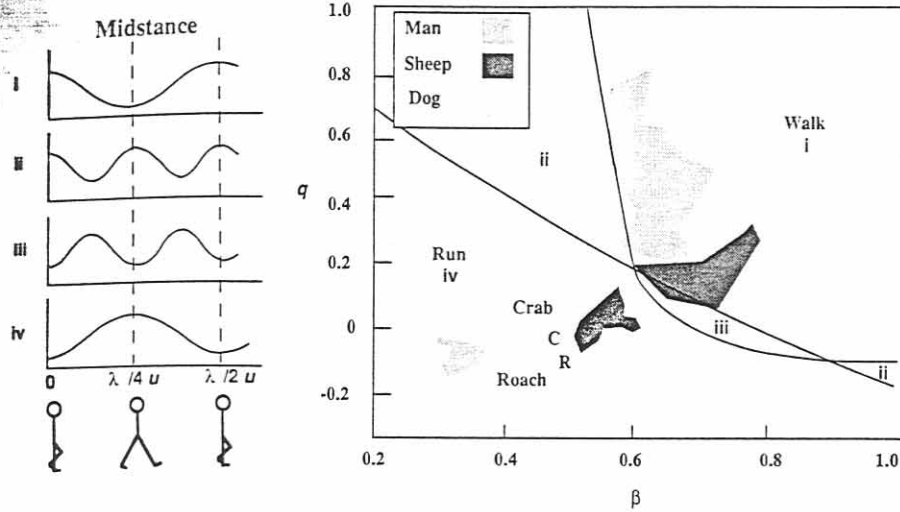 Midstance
i
ii
iii
iv
0
λ /4 u
λ /2 u
1.0
0.8
0.6
0.4
0.2
0
-0.2
q
Man
Sheep
Dog
ii
Walk
i
Run
iv
Crab
C
R
Roach
iii
ii
0.2
0.4
0.6
0.8
1.0
β